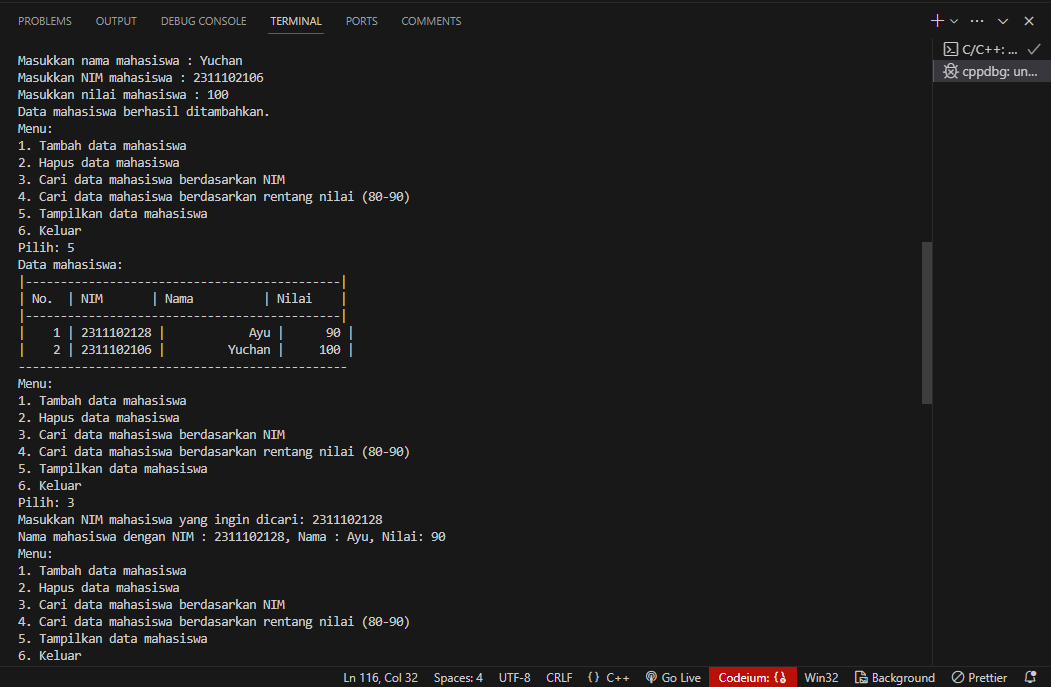 PROBLEMS OUTPUT DEBUG CONSOLE TERMINAL PORTS COMMENTS
C/C++: ...
cppdbg: un...
Masukkan nama mahasiswa : Yuchan
Masukkan NIM mahasiswa : 2311102106
Masukkan nilai mahasiswa : 100
Data mahasiswa berhasil ditambahkan.
Menu:
1. Tambah data mahasiswa
2. Hapus data mahasiswa
3. Cari data mahasiswa berdasarkan NIM
4. Cari data mahasiswa berdasarkan rentang nilai (80-90)
5. Tampilkan data mahasiswa
6. Keluar
Pilih: 5
Data mahasiswa:
|---------------------------------------------|
| No.  | NIM       | Nama          | Nilai    |
|---------------------------------------------|
|    1 | 2311102128 |            Ayu |      90 |
|    2 | 2311102106 |         Yuchan |     100 |
-----------------------------------------------
Menu:
1. Tambah data mahasiswa
2. Hapus data mahasiswa
3. Cari data mahasiswa berdasarkan NIM
4. Cari data mahasiswa berdasarkan rentang nilai (80-90)
5. Tampilkan data mahasiswa
6. Keluar
Pilih: 3
Masukkan NIM mahasiswa yang ingin dicari: 2311102128
Nama mahasiswa dengan NIM : 2311102128, Nama : Ayu, Nilai: 90
Menu:
1. Tambah data mahasiswa
2. Hapus data mahasiswa
3. Cari data mahasiswa berdasarkan NIM
4. Cari data mahasiswa berdasarkan rentang nilai (80-90)
5. Tampilkan data mahasiswa
6. Keluar
Ln 116, Col 32 Spaces: 4 UTF-8 CRLF {} C++ Go Live Codeium: {} Win32 Background Prettier